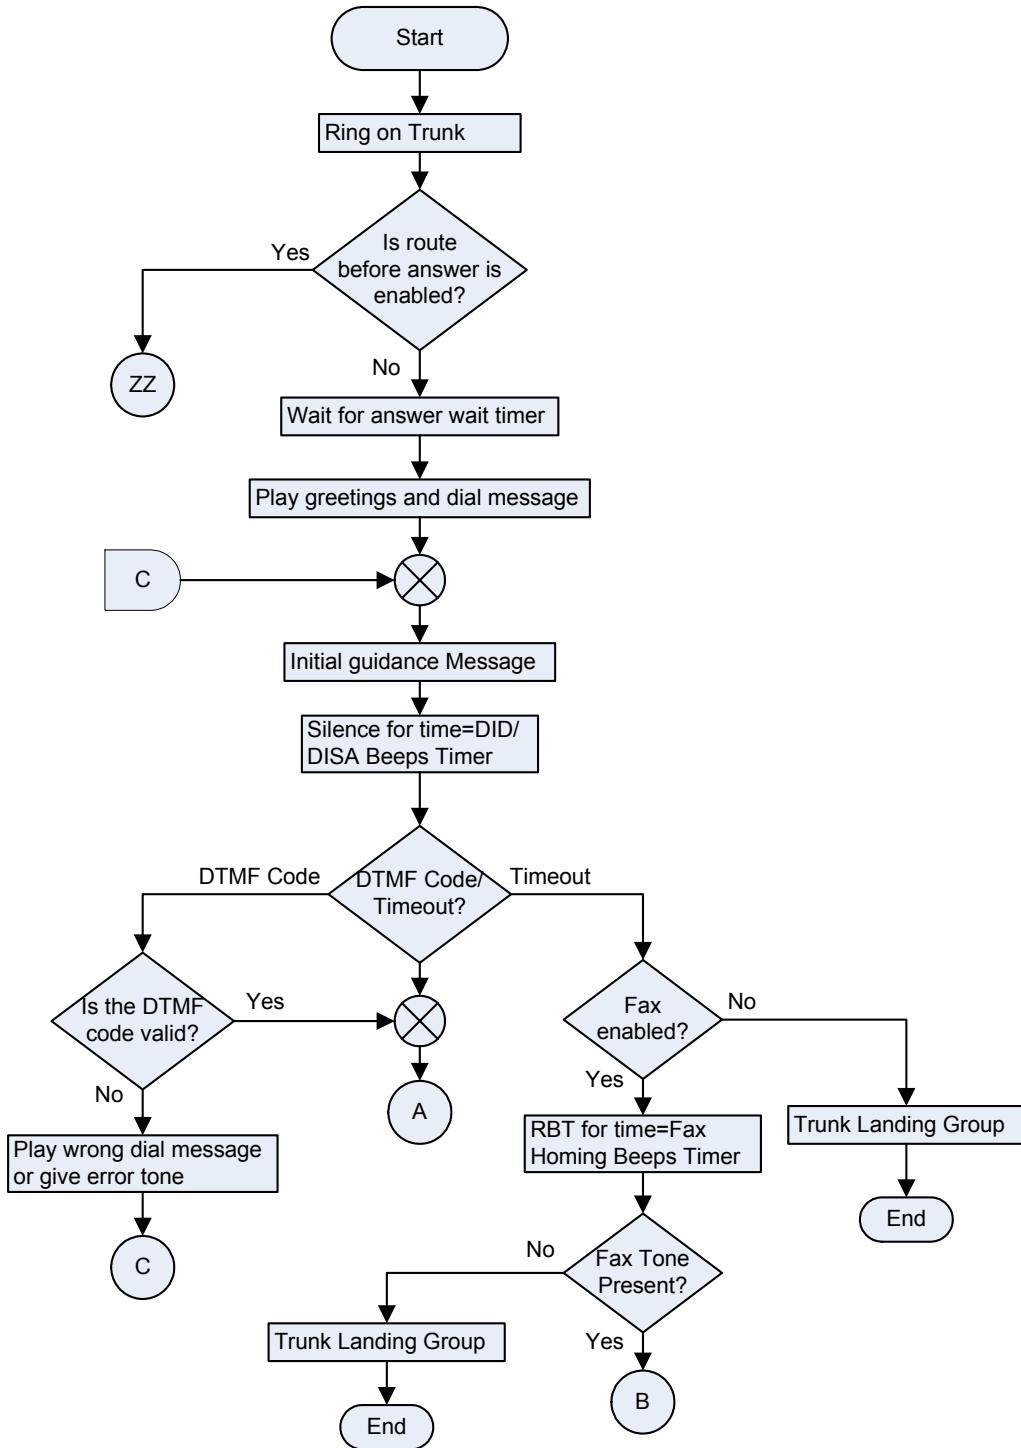 Start
Ring on Trunk
Yes
Is route
before answer is
enabled?
ZZ
No
Wait for answer wait timer
Play greetings and dial message
C
Initial guidance Message
Silence for time=DID/
DISA Beeps Timer
DTMF Code
DTMF Code/
Timeout?
Timeout
Is the DTMF
code valid?
Yes
Fax
enabled?
No
No
A
Yes
Play wrong dial message
or give error tone
RBT for time=Fax
Homing Beeps Timer
Trunk Landing Group
End
C
No
Fax Tone
Present?
Trunk Landing Group
Yes
B
End